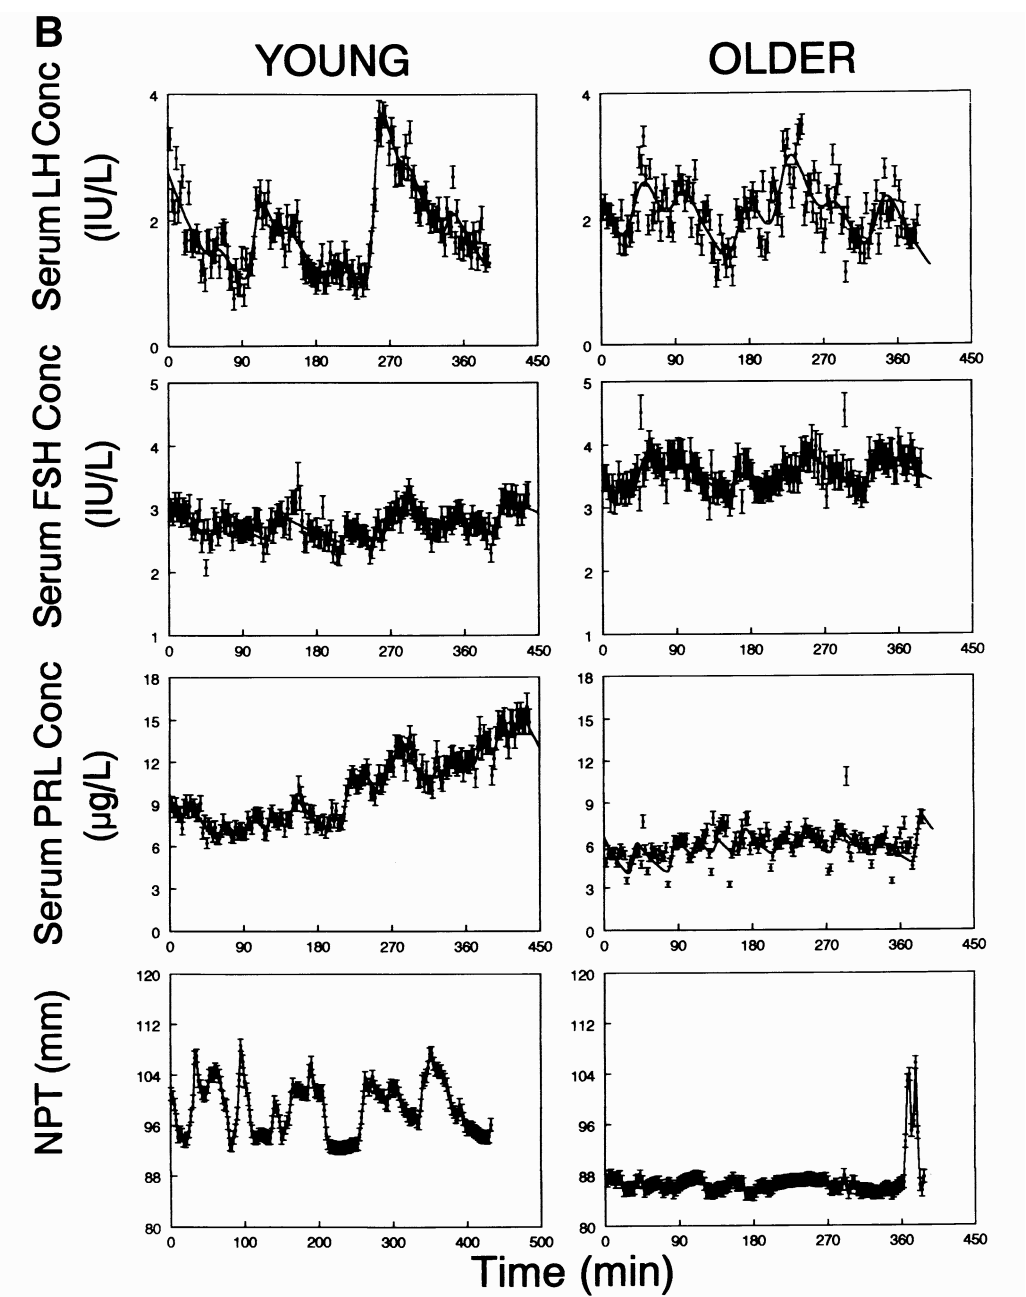 B
YOUNG
OLDER
Serum LH Conc
(IU/L)
4
2
0
0 90 180 270 360 450
4
2
0
0 90 180 270 360 450
Serum FSH Conc
(IU/L)
5
4
3
2
1
0 90 180 270 360 450
5
4
3
2
1
0 90 180 270 360 450
Serum PRL Conc
(µg/L)
18
15
12
9
6
3
0
0 90 180 270 360 450
18
15
12
9
6
3
0
0 90 180 270 360 450
NPT (mm)
120
112
104
96
88
80
0 100 200 300 400 500
120
112
104
96
88
80
0 90 180 270 360 450
Time (min)